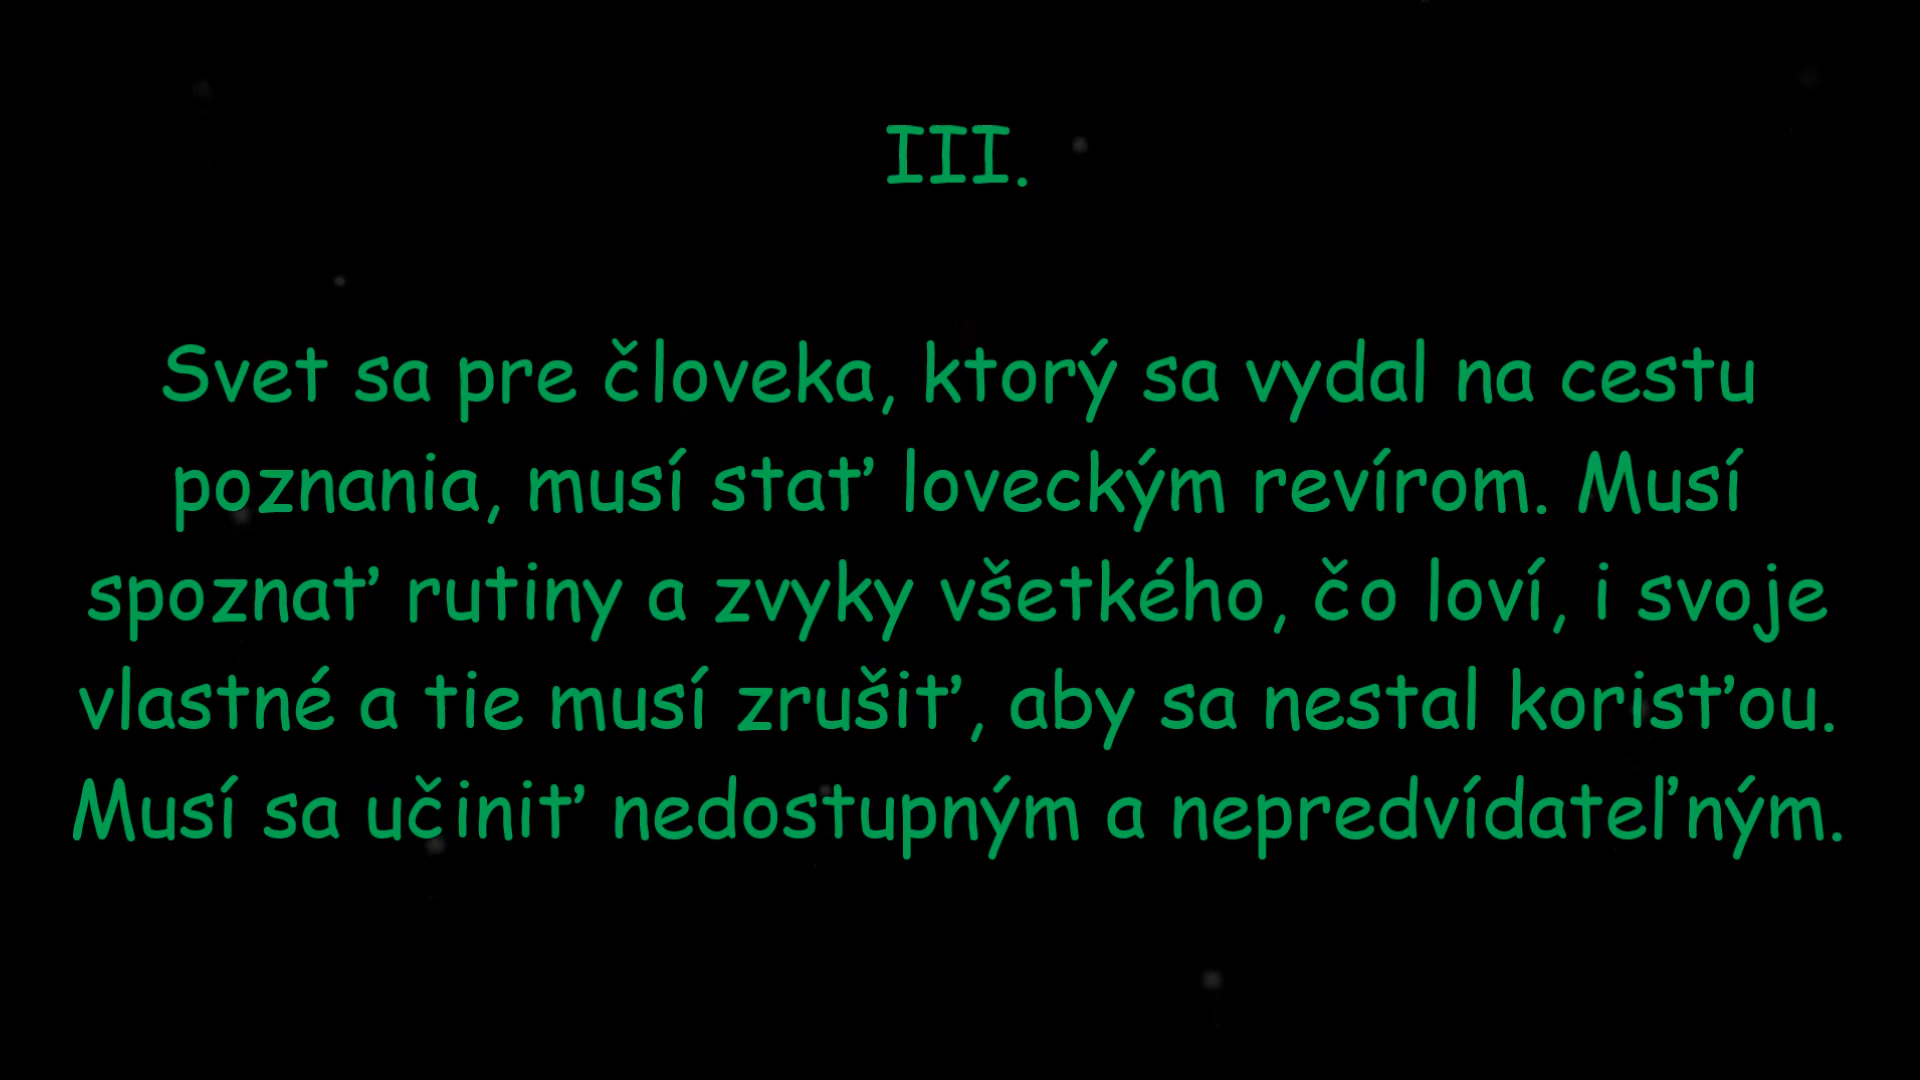 III.
Svet sa pre človeka, ktorý sa vydal na cestu
poznania, musí stať loveckým revírom. Musí
spoznať rutiny a zvyky všetkého, čo loví, i svoje
vlastné a tie musí zrušiť, aby sa nestal korisťou.
Musí sa učiniť nedostupným a nepredvídateľným.